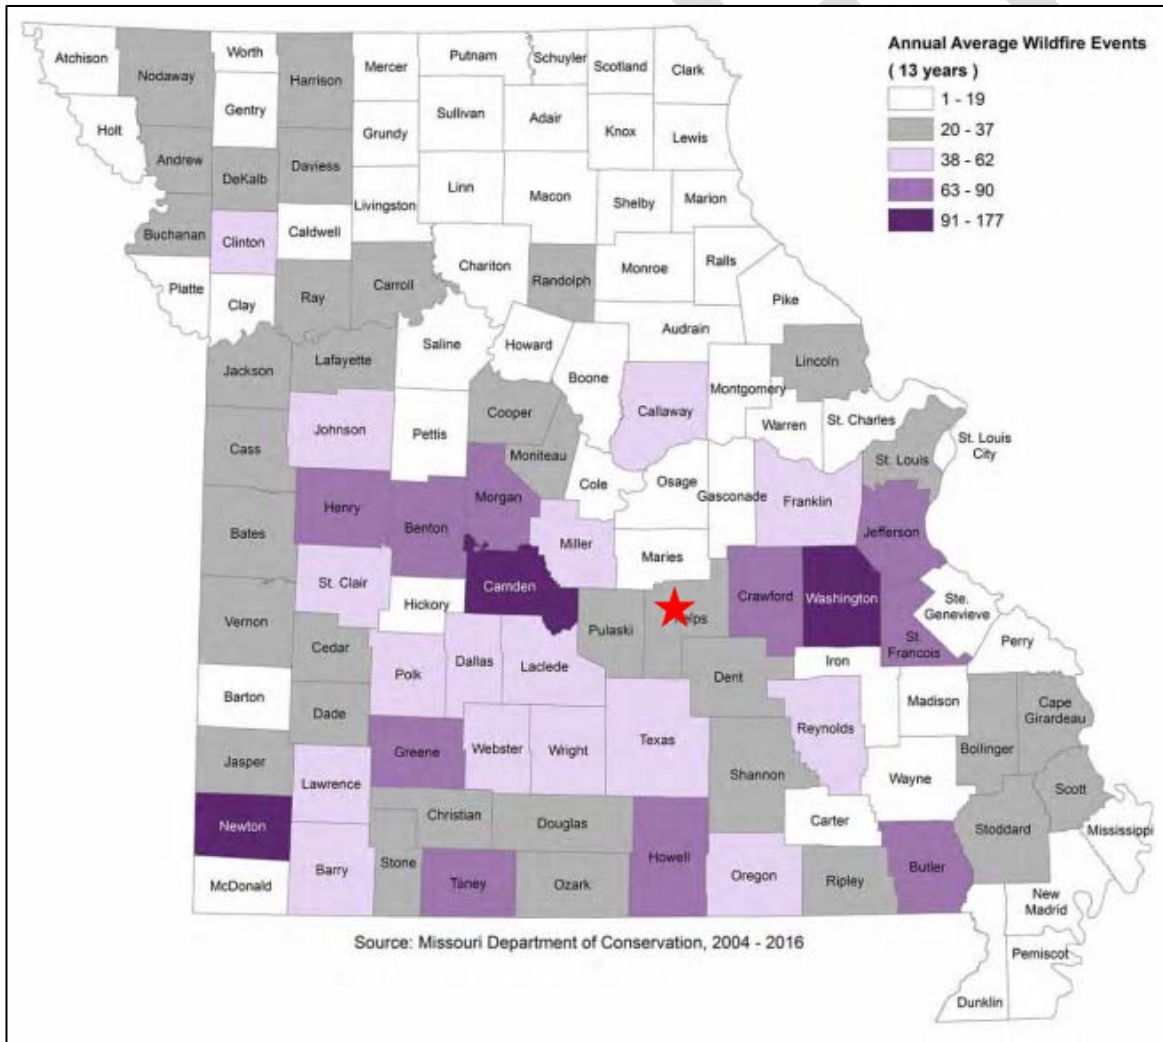 Annual Average Wildfire Events
( 13 years )
1 - 19
20 - 37
38 - 62
63 - 90
91 - 177
Atchison
Nodaway
Worth
Harrison
Mercer
Putnam
Schuyler
Scotland
Clark
Holt
Gentry
Sullivan
Adair
Knox
Lewis
Grundy
Andrew
DeKalb
Daviess
Linn
Macon
Shelby
Marion
Livingston
Buchanan
Clinton
Caldwell
Chariton
Randolph
Monroe
Ralls
Platte
Clay
Ray
Carroll
Pike
Audrain
Saline
Howard
Jackson
Lafayette
Boone
Lincoln
Montgomery
Cooper
Callaway
Johnson
Pettis
Warren
St. Charles
St. Louis
City
Cass
Moniteau
St. Louis
Cole
Osage
Gasconade
Franklin
Henry
Morgan
Benton
Bates
Jefferson
Miller
Maries
St. Clair
Camden
Crawford
Washington
Ste.
Genevieve
Hickory
Vernon
Pulaski
elps
St.
Francois
Perry
Cedar
Iron
Polk
Dallas
Laclede
Dent
Barton
Madison
Cape
Girardeau
Dade
Reynolds
Bollinger
Greene
Webster
Wright
Texas
Jasper
Shannon
Wayne
Lawrence
Scott
Newton
Christian
Douglas
Carter
Stoddard
Mississippi
Barry
Stone
Taney
Ozark
Howell
Oregon
Ripley
Butler
McDonald
New
Madrid
Source: Missouri Department of Conservation, 2004 - 2016
Pemiscot
Dunklin